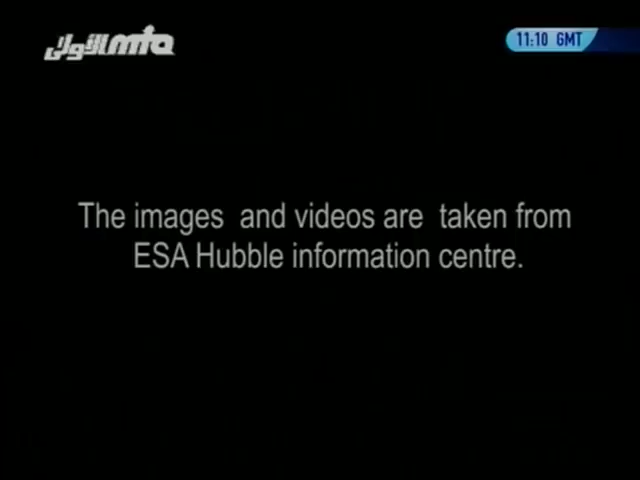 mta الأولى
11:10 GMT
The images and videos are taken from
ESA Hubble information centre.